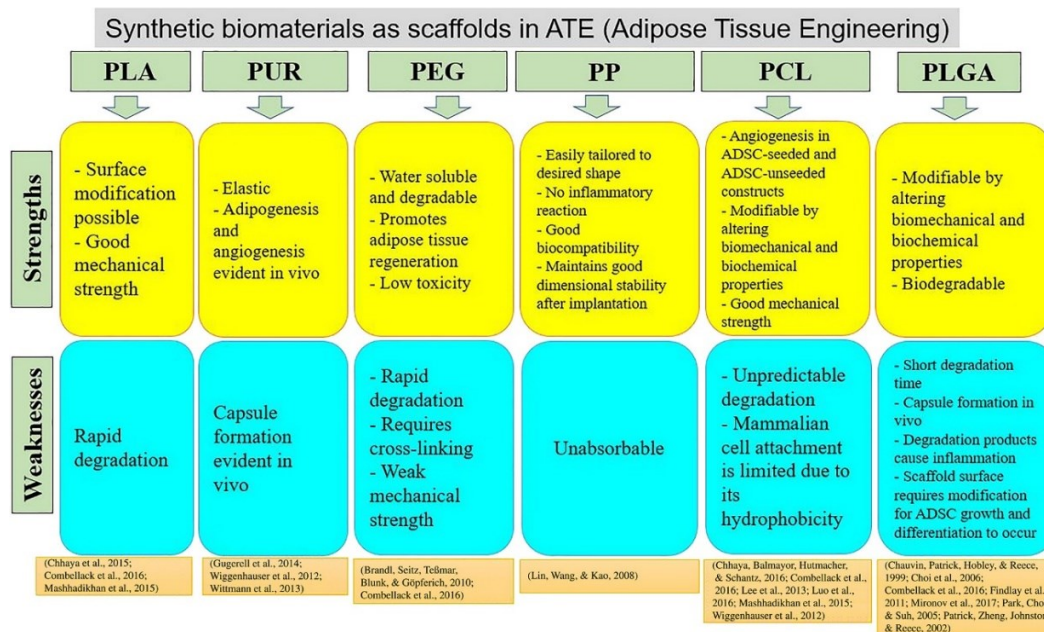 Synthetic biomaterials as scaffolds in ATE (Adipose Tissue Engineering)
PLA
PUR
PEG
PP
PCL
PLGA
Strengths
- Surface
modification
possible
- Good
mechanical
strength
- Elastic
- Adipogenesis
and
angiogenesis
evident in vivo
- Water soluble
and degradable
- Promotes
adipose tissue
regeneration
- Low toxicity
- Easily tailored to
desired shape
- No inflammatory
reaction
- Good
biocompatibility
- Maintains good
dimensional stability
after implantation
- Angiogenesis in
ADSC-seeded and
ADSC-unseeded
constructs
- Modifiable by
altering
biomechanical and
biochemical
properties
- Good mechanical
strength
- Modifiable by
altering
biomechanical and
biochemical
properties
- Biodegradable
Weaknesses
Rapid
degradation
Capsule
formation
evident in
vivo
- Rapid
degradation
- Requires
cross-linking
- Weak
mechanical
strength
Unabsorbable
- Unpredictable
degradation
- Mammalian
cell attachment
is limited due to
its
hydrophobicity
- Short degradation
time
- Capsule formation in
vivo
- Degradation products
cause inflammation
- Scaffold surface
requires modification
for ADSC growth and
differentiation to occur
(Chhaya et al., 2015;
Combellack et al., 2016;
Mashhadikhan et al., 2015)
(Gugerell et al., 2014;
Wiggenhauser et al., 2012;
Wittmann et al., 2013)
(Brandl, Seitz, Teßmar,
Blunk, & Göpferich, 2010;
Combellack et al., 2016)
(Lin, Wang, & Kao, 2008)
(Chhaya, Balmayor, Hutmacher,
& Schantz, 2016; Combellack et al.,
2016; Lee et al., 2013; Luo et al.,
2016; Mashhadikhan et al., 2015;
Wiggenhauser et al., 2012)
(Chauvin, Patrick, Hobley, & Reece,
1999; Choi et al., 2006;
Combellack et al., 2016; Findlay et al.,
2011; Mironov et al., 2017; Park, Choi,
& Suh, 2005; Patrick, Zheng, Johnston,
& Reece, 2002)